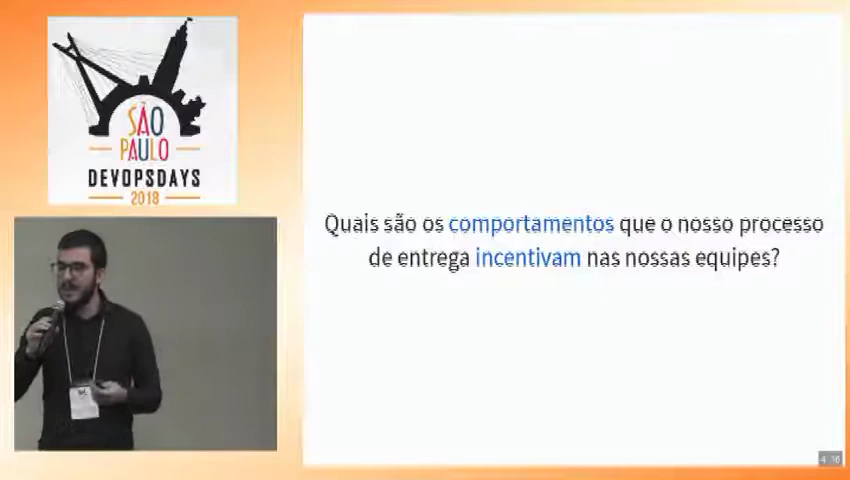 SÃO
PAULO
DEVOPSDAYS
2018
Quais são os comportamentos que o nosso processo
de entrega incentivam nas nossas equipes?